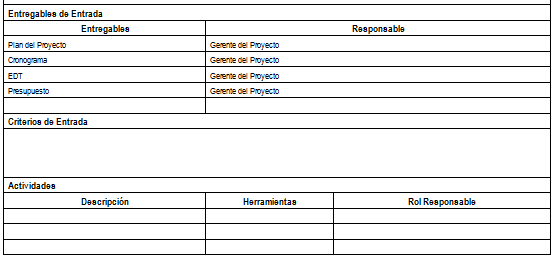 Entregables de Entrada
Entregables Responsable
Plan del Proyecto Gerente del Proyecto
Cronograma Gerente del Proyecto
EDT Gerente del Proyecto
Presupuesto Gerente del Proyecto
Criterios de Entrada
Actividades
Descripción Herramientas Rol Responsable